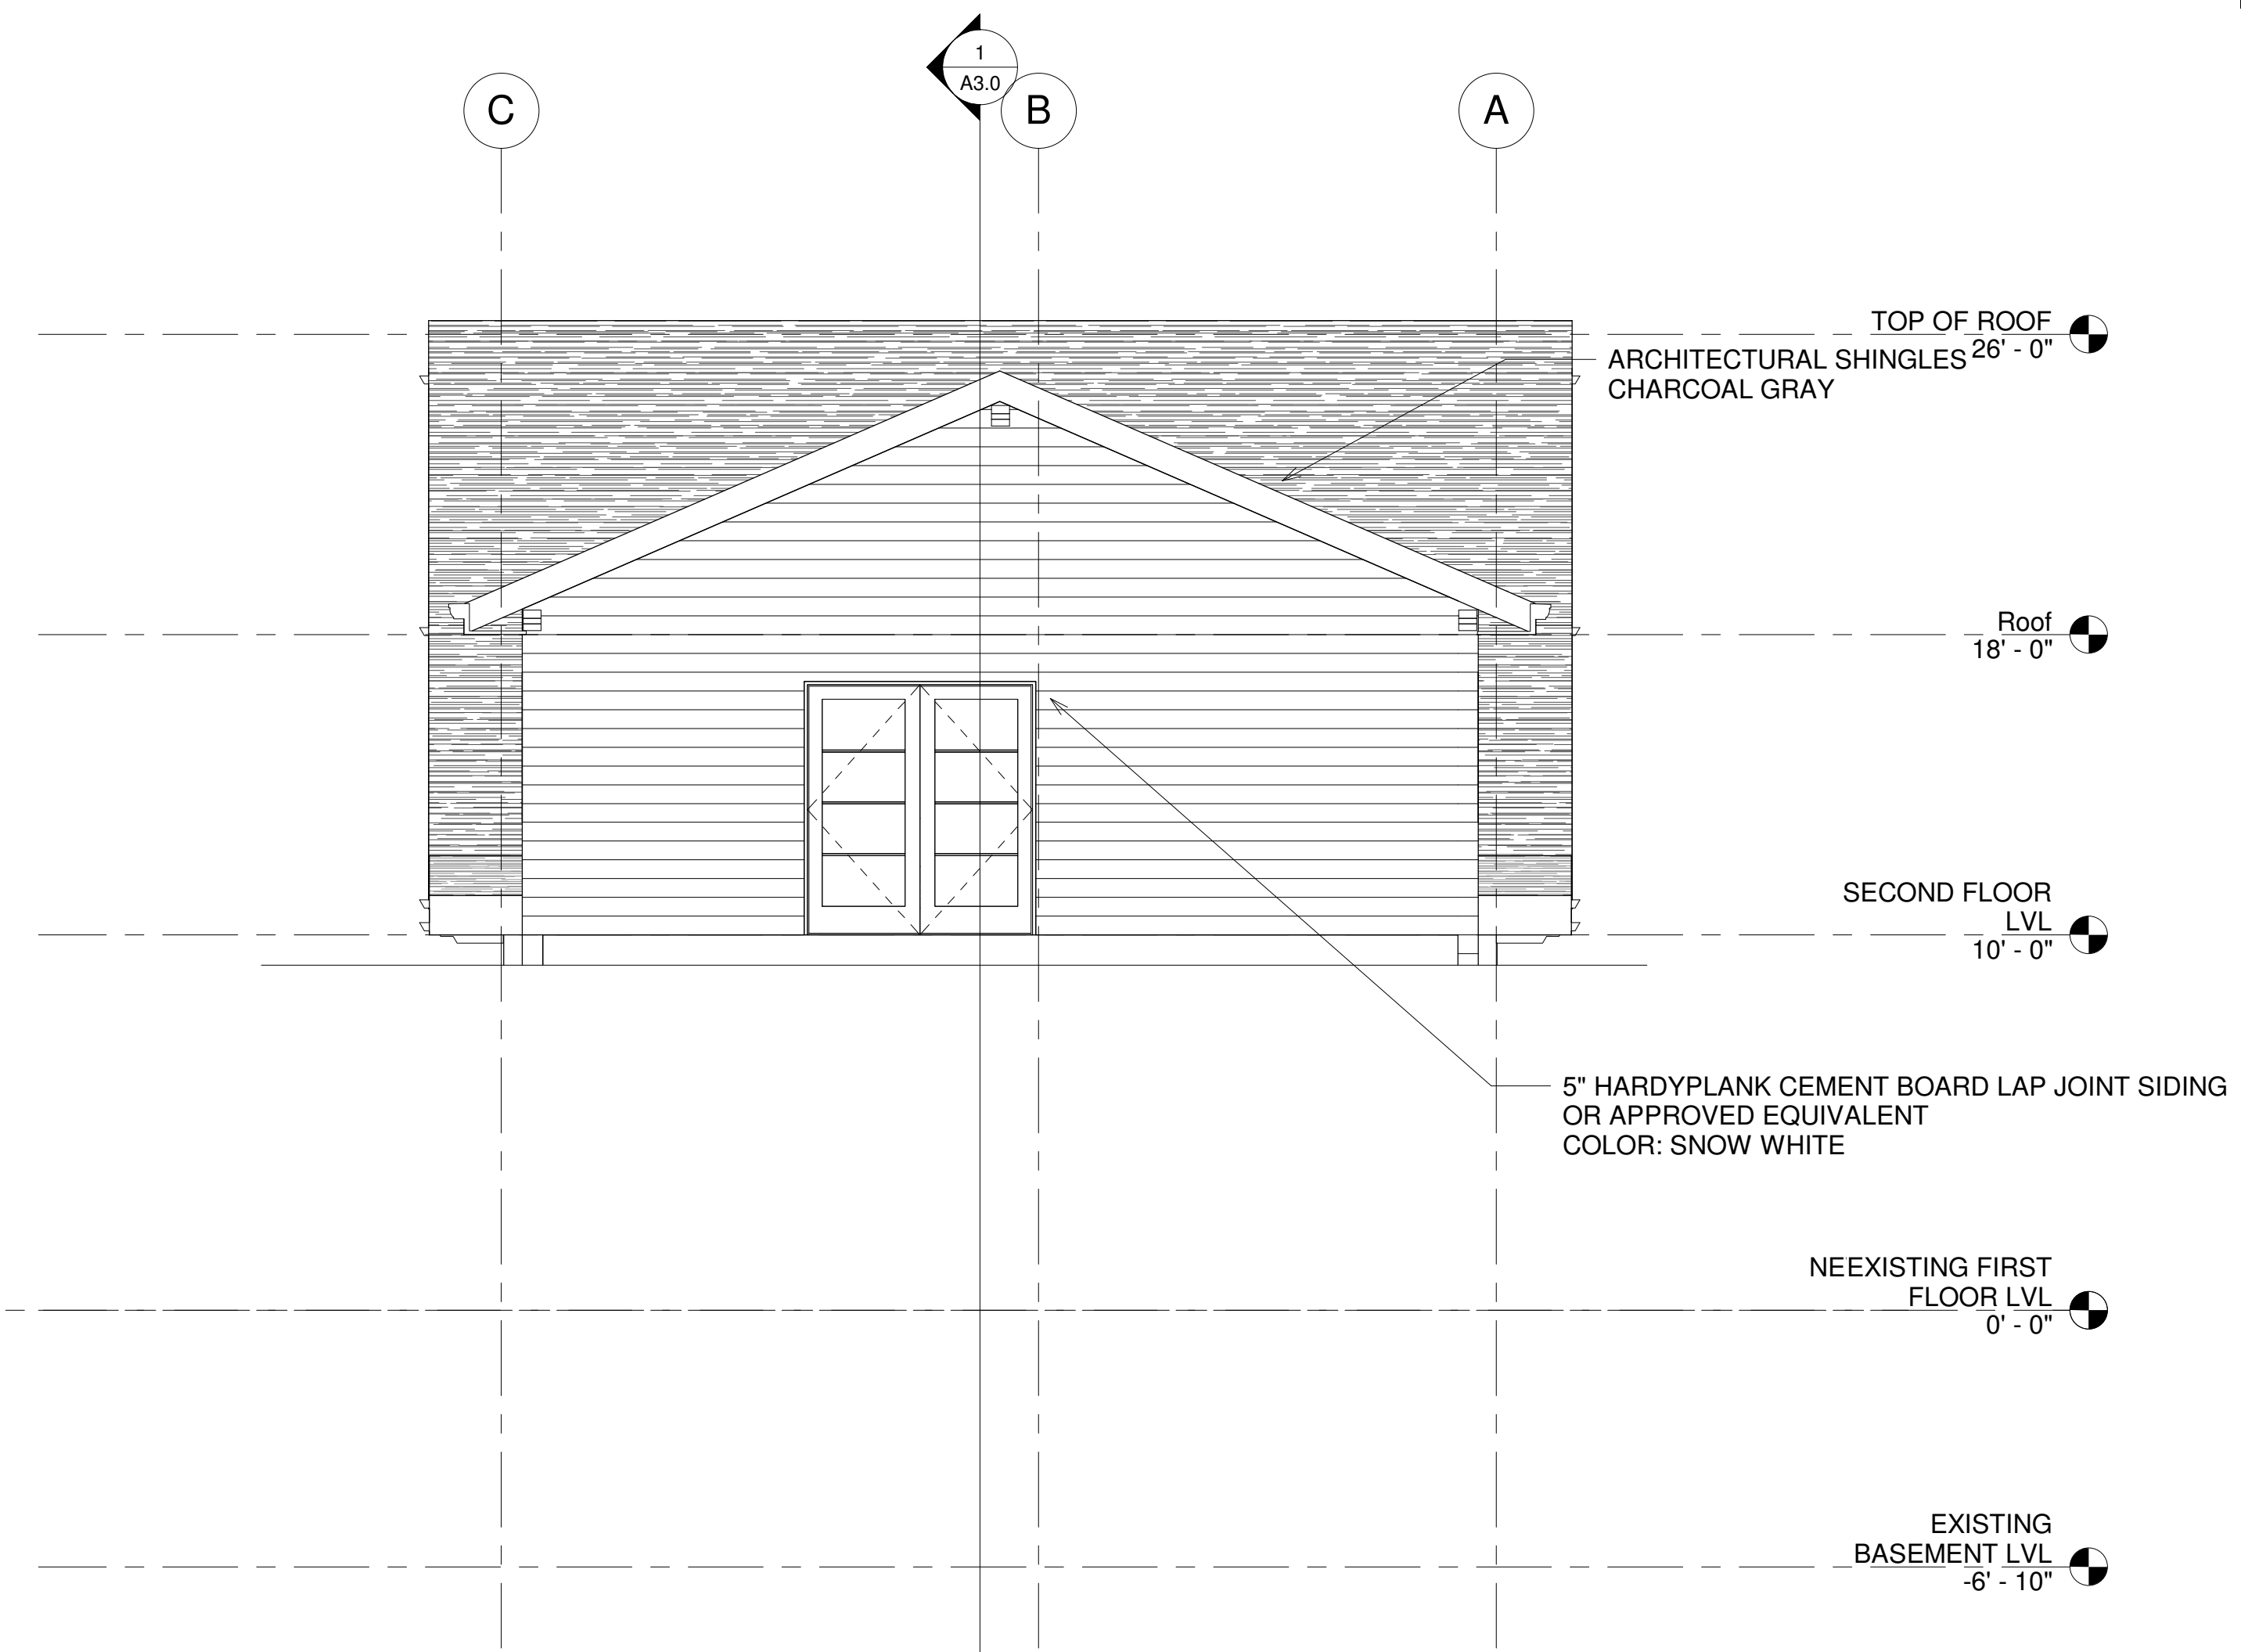 1
A3.0
C
B
A
TOP OF ROOF
26' - 0"
ARCHITECTURAL SHINGLES
CHARCOAL GRAY
Roof
18' - 0"
SECOND FLOOR
LVL
10' - 0"
5" HARDYPLANK CEMENT BOARD LAP JOINT SIDING
OR APPROVED EQUIVALENT
COLOR: SNOW WHITE
NEEXISTING FIRST
FLOOR LVL
0' - 0"
EXISTING
BASEMENT LVL
-6' - 10"